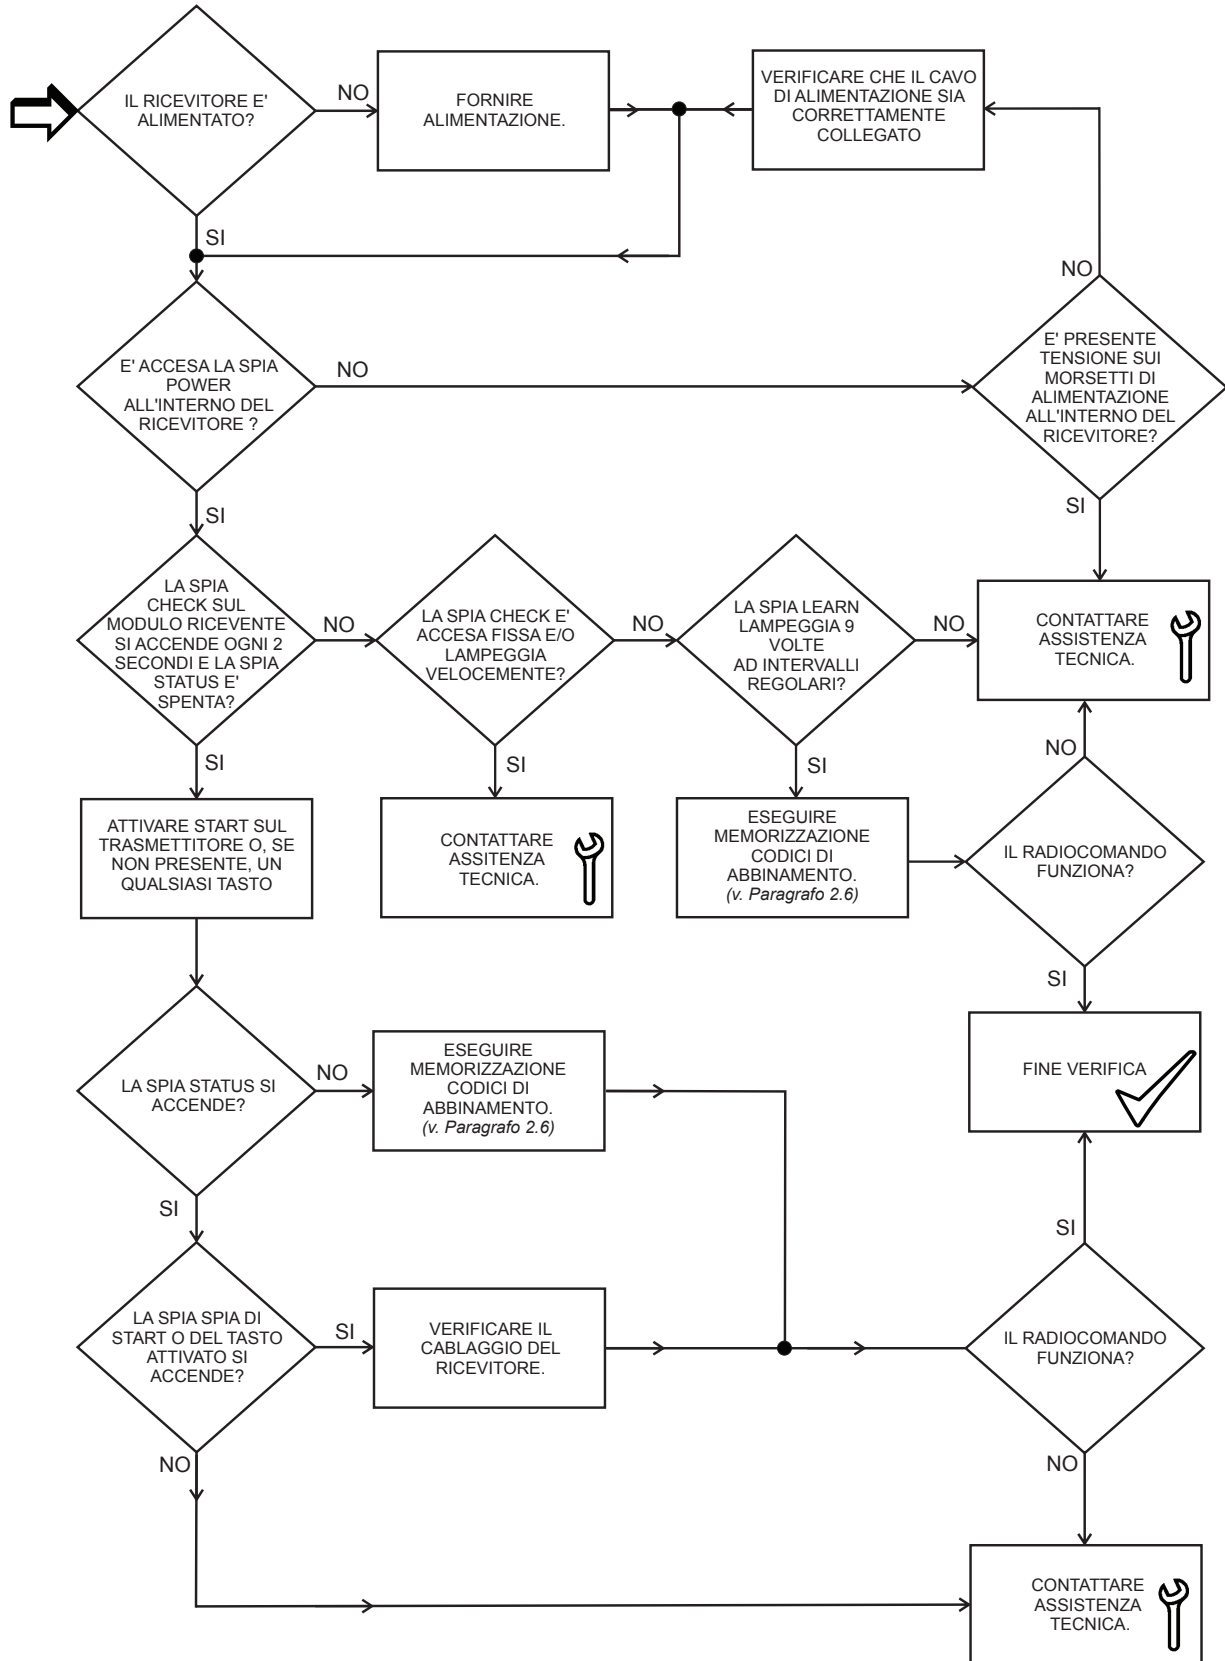 IL RICEVITORE E'
ALIMENTATO?
NO
FORNIRE
ALIMENTAZIONE.
VERIFICARE CHE IL CAVO
DI ALIMENTAZIONE SIA
CORRETTAMENTE
COLLEGATO
SI
NO
E' ACCESA LA SPIA
POWER
ALL'INTERNO DEL
RICEVITORE ?
NO
E' PRESENTE
TENSIONE SUI
MORSETTI DI
ALIMENTAZIONE
ALL'INTERNO DEL
RICEVITORE?
SI
SI
LA SPIA
CHECK SUL
MODULO RICEVENTE
SI ACCENDE OGNI 2
SECONDI E LA SPIA
STATUS E'
SPENTA?
NO
LA SPIA CHECK E'
ACCESA FISSA E/O
LAMPEGGIA
VELOCEMENTE?
NO
LA SPIA LEARN
LAMPEGGIA 9
VOLTE
AD INTERVALLI
REGOLARI?
NO
CONTATTARE
ASSISTENZA
TECNICA.
SI
SI
SI
NO
ATTIVARE START SUL
TRASMETTITORE O, SE
NON PRESENTE, UN
QUALSIASI TASTO
CONTATTARE
ASSITENZA
TECNICA.
ESEGUIRE
MEMORIZZAZIONE
CODICI DI
ABBINAMENTO.
(v. Paragrafo 2.6)
IL RADIOCOMANDO
FUNZIONA?
SI
LA SPIA STATUS SI
ACCENDE?
NO
ESEGUIRE
MEMORIZZAZIONE
CODICI DI
ABBINAMENTO.
(v. Paragrafo 2.6)
FINE VERIFICA
SI
SI
LA SPIA SPIA DI
START O DEL TASTO
ATTIVATO SI
ACCENDE?
SI
VERIFICARE IL
CABLAGGIO DEL
RICEVITORE.
IL RADIOCOMANDO
FUNZIONA?
NO
NO
CONTATTARE
ASSISTENZA
TECNICA.